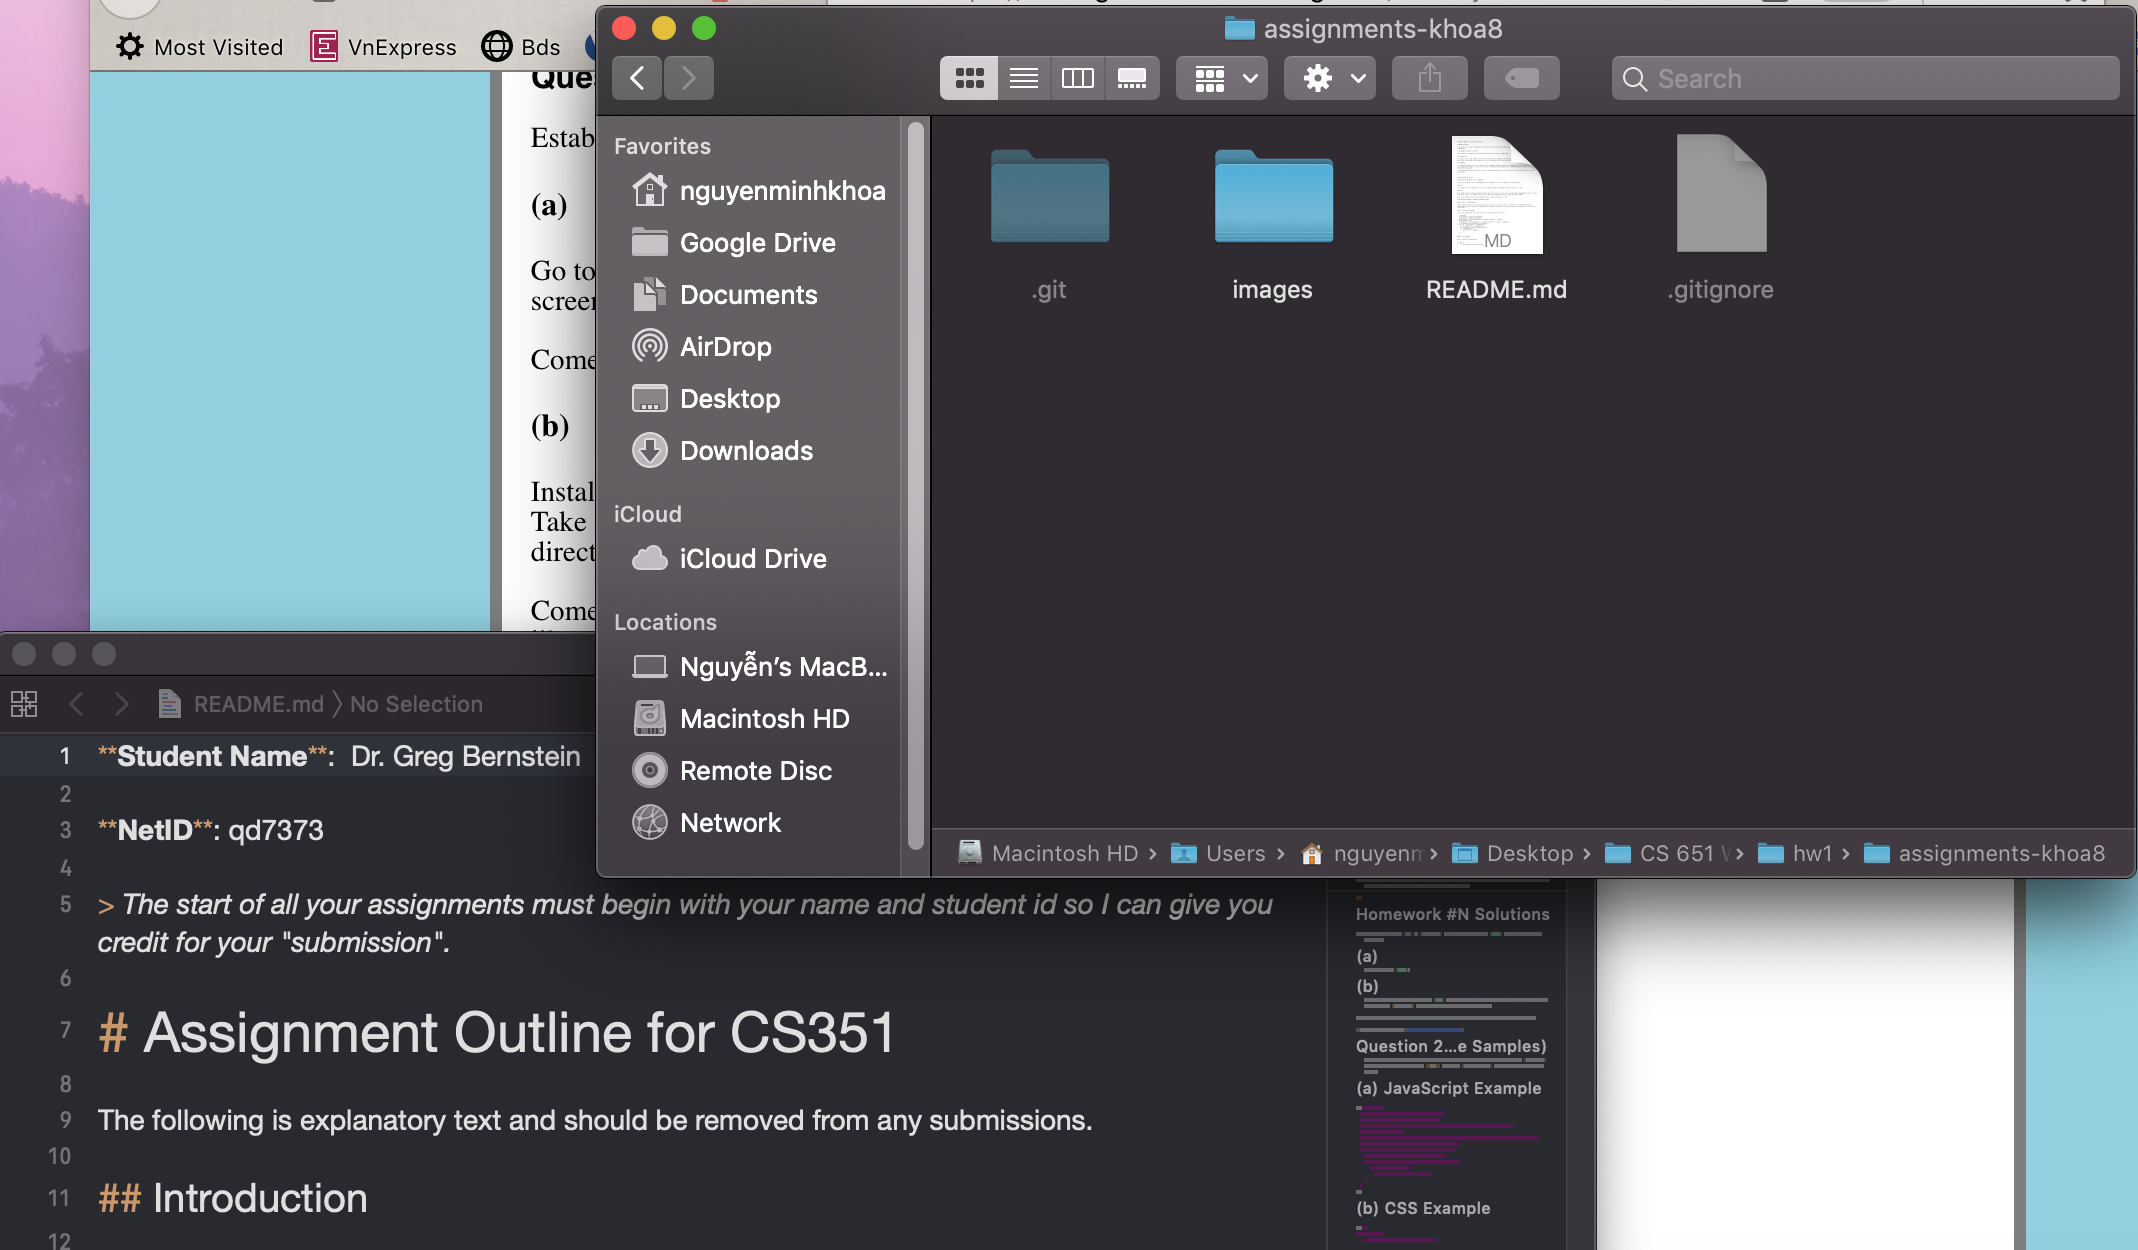 Most Visited
VnExpress
Bds
Estab
(a)
Go to
screen
Come
(b)
Instal
Take
direct
Come
assignments-khoa8
Search
Favorites
nguyenminhkhoa
Google Drive
Documents
AirDrop
Desktop
Downloads
iCloud
iCloud Drive
Locations
Nguyễn’s MacB...
Macintosh HD
Remote Disc
Network
.git
images
MD
README.md
.gitignore
Macintosh HD › Users › nguyenm › Desktop › CS 651 › hw1 › assignments-khoa8
README.md 〉 No Selection
1 **Student Name**: Dr. Greg Bernstein
2
3 **NetID**: qd7373
4
5 > The start of all your assignments must begin with your name and student id so I can give you
credit for your "submission".
6
7 # Assignment Outline for CS351
8
9 The following is explanatory text and should be removed from any submissions.
10
11 ## Introduction
12
Homework #N Solutions
(a)
(b)
Question 2...e Samples)
(a) JavaScript Example
(b) CSS Example